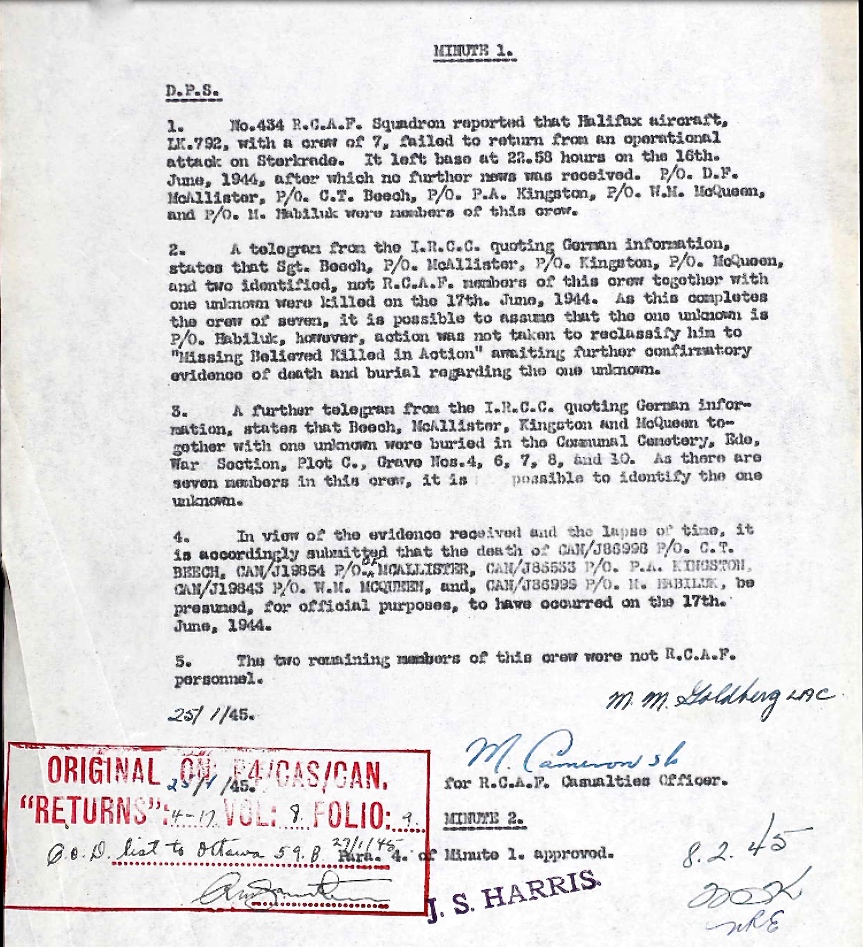 MINUTE 1.
D.P.S.
1. No.434 R.C.A.F. Squadron reported that Halifax aircraft,
LK.792, with a crew of 7, failed to return from an operational
attack on Sterkrade. It left base at 22.58 hours on the 16th.
June, 1944, after which no further news was received. P/O. D.F.
McAllister, P/O. C.T. Beech, P/O. P.A. Kingston, P/O. W.M. McQueen,
and P/O. M. Habiluk were members of this crew.
2. A telegram from the I.R.C.C. quoting German information,
states that Sgt. Beech, P/O. McAllister, P/O. Kingston, P/O. McQueen,
and two identified, not R.C.A.F. members of this crew together with
one unknown were killed on the 17th. June, 1944. As this completes
the crew of seven, it is possible to assume that the one unknown is
P/O. Habiluk, however, action was not taken to reclassify him to
"Missing Believed Killed in Action" awaiting further confirmatory
evidence of death and burial regarding the one unknown.
3. A further telegram from the I.R.C.C. quoting German infor-
mation, states that Beech, McAllister, Kingston and McQueen to-
gether with one unknown were buried in the Communal Cemetery, Ede,
War Section, Plot C., Grave Nos.4, 6, 7, 8, and 10. As there are
seven members in this crew, it is possible to identify the one
unknown.
4. In view of the evidence received and the lapse of time, it
is accordingly submitted that the death of CAN/J86998 P/O. C.T.
BEECH, CAN/J19854 P/O. DF MCALLISTER, CAN/J85533 P/O. P.A. KINGSTON,
CAN/J19843 P/O. W.M. MCQUEEN, and, CAN/J86999 P/O. M. HABILUK, be
presumed, for official purposes, to have occurred on the 17th.
June, 1944.
5. The two remaining members of this crew were not R.C.A.F.
personnel.
M. M. Goldberg LAC.
25/1/45.
M. Cameron
for R.C.A.F. Casualties Officer.
ORIGINAL ON P4/CAS/CAN.
25/1/45.
"RETURNS": 4-17 VOL: 8. FOLIO: 9.
MINUTE 2.
P.O.D. list to Ottawa 59.B 27/1/45
Para. 4. of Minute 1. approved.
8.2.45
J. S. HARRIS.